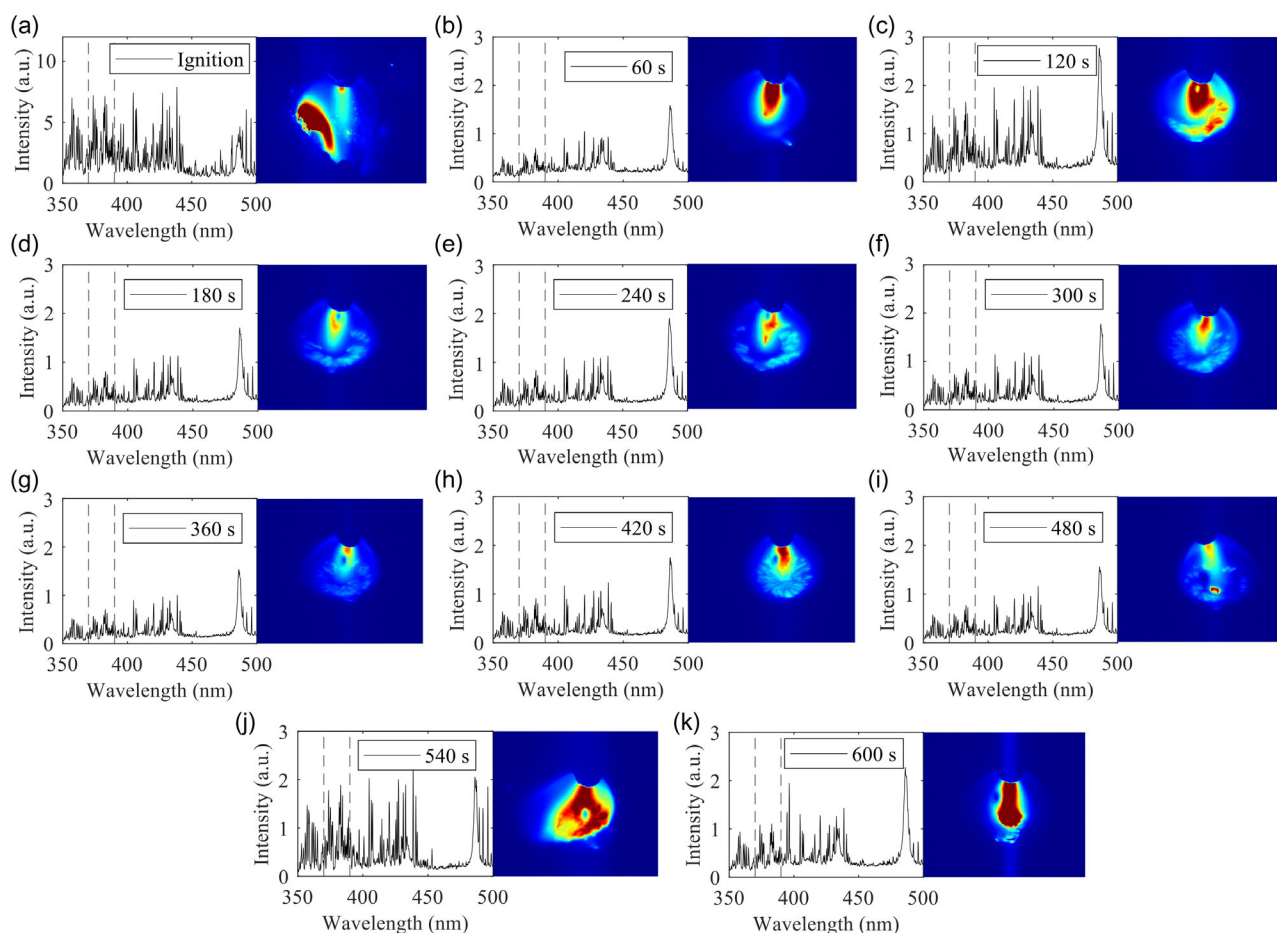 (a)
Intensity (a.u.)
12
5
0
Ignition
350 400 450 500
Wavelength (nm)
(b)
Intensity (a.u.)
3
2
1
0
60 s
350 400 450 500
Wavelength (nm)
(c)
Intensity (a.u.)
3
2
1
0
120 s
350 400 450 500
Wavelength (nm)
(d)
Intensity (a.u.)
3
2
1
0
180 s
350 400 450 500
Wavelength (nm)
(e)
Intensity (a.u.)
3
2
1
0
240 s
350 400 450 500
Wavelength (nm)
(f)
Intensity (a.u.)
3
2
1
0
300 s
350 400 450 500
Wavelength (nm)
(g)
Intensity (a.u.)
3
2
1
0
360 s
350 400 450 500
Wavelength (nm)
(h)
Intensity (a.u.)
3
2
1
0
420 s
350 400 450 500
Wavelength (nm)
(i)
Intensity (a.u.)
3
2
1
0
480 s
350 400 450 500
Wavelength (nm)
(j)
Intensity (a.u.)
3
2
1
0
540 s
350 400 450 500
Wavelength (nm)
(k)
Intensity (a.u.)
3
2
1
0
600 s
350 400 450 500
Wavelength (nm)